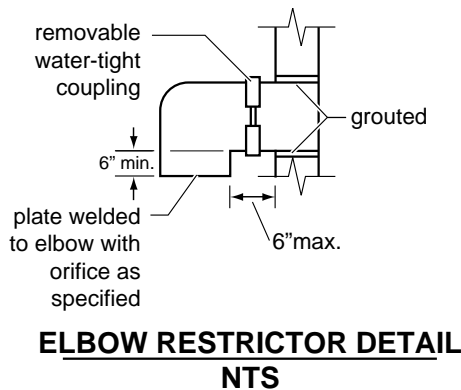 removable
water-tight
coupling
grouted
6” min.
plate welded
to elbow with
orifice as
specified
6”max.
ELBOW RESTRICTOR DETAIL
NTS